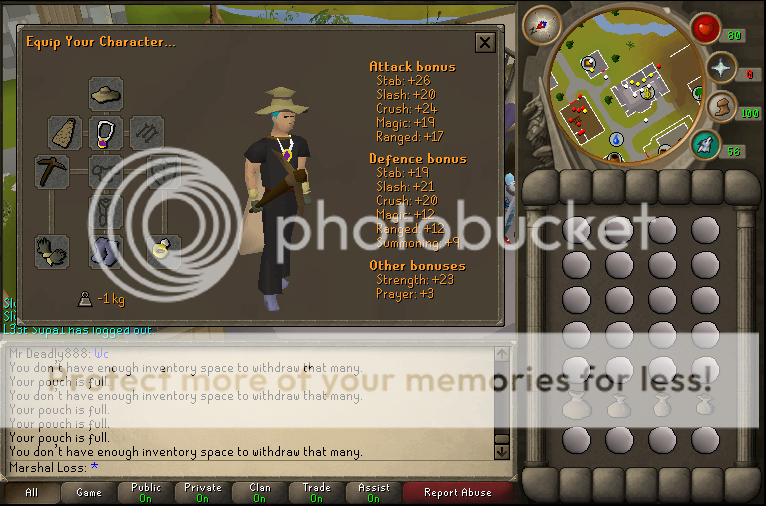 Equip Your Character...
Attack bonus
Stab: +26
Slash: +20
Crush: +24
Magic: +19
Ranged: +17
Defence bonus
Stab: +19
Slash: +21
Crush: +20
Magic: +12
Ranged: +12
Summoning: +9
Other bonuses
Strength: +23
Prayer: +3
-1 kg
photobucket
Protect more of your memories for less!
L33t Supa1 has logged out.
Mr Deadly888: Wc
You don't have enough inventory space to withdraw that many.
Your pouch is full.
You don't have enough inventory space to withdraw that many.
Your pouch is full.
Your pouch is full.
Your pouch is full.
You don't have enough inventory space to withdraw that many.
Marshal Loss: *
All
Game
Public
On
Private
On
Clan
On
Trade
On
Assist
On
Report Abuse
80
100
56